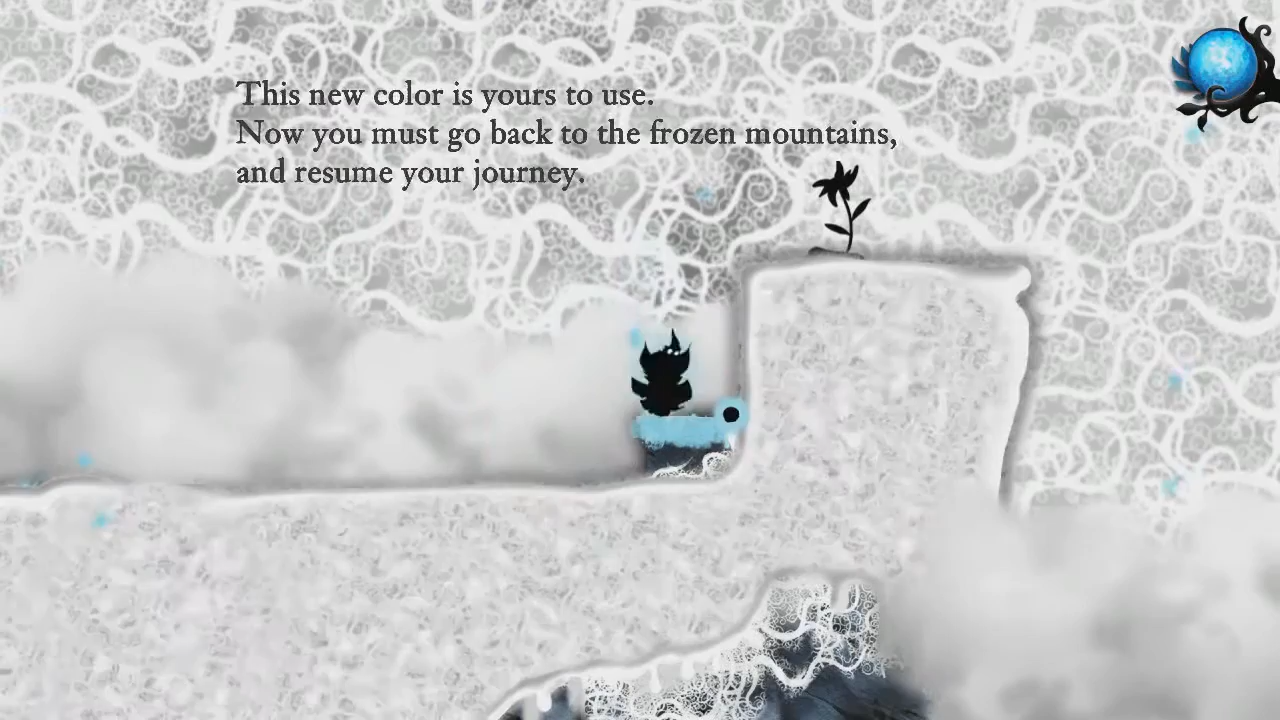 This new color is yours to use.
Now you must go back to the frozen mountains,
and resume your journey.